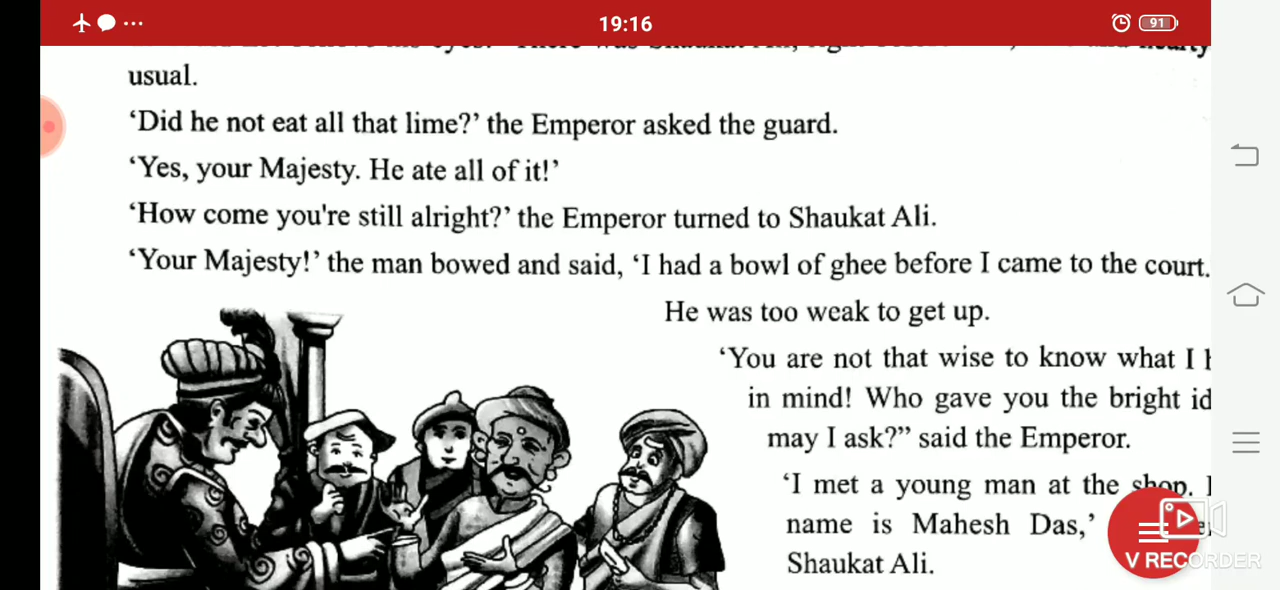 19:16
91
usual.
‘Did he not eat all that lime?’ the Emperor asked the guard.
‘Yes, your Majesty. He ate all of it!’
‘How come you're still alright?’ the Emperor turned to Shaukat Ali.
‘Your Majesty!’ the man bowed and said, ‘I had a bowl of ghee before I came to the court.
He was too weak to get up.
‘You are not that wise to know what I
in mind! Who gave you the bright
may I ask?” said the Emperor.
‘I met a young man at the shop.
name is Mahesh Das,’
Shaukat Ali.
V RECORDER